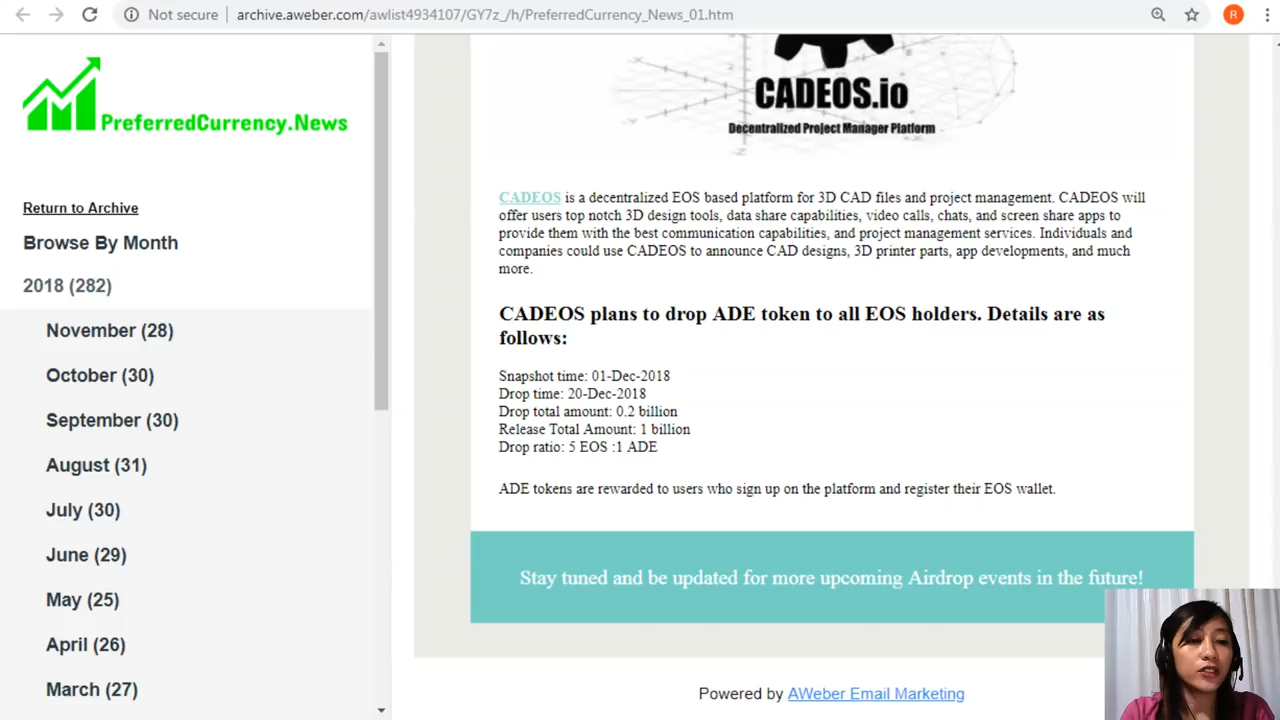 Not secure | archive.aweber.com/awlist4934107/GY7z_/h/PreferredCurrency_News_01.htm
R
PreferredCurrency.News
Return to Archive
Browse By Month
2018 (282)
November (28)
October (30)
September (30)
August (31)
July (30)
June (29)
May (25)
April (26)
March (27)
CADEOS.io
Decentralized Project Manager Platform
CADEOS is a decentralized EOS based platform for 3D CAD files and project management. CADEOS will
offer users top notch 3D design tools, data share capabilities, video calls, chats, and screen share apps to
provide them with the best communication capabilities, and project management services. Individuals and
companies could use CADEOS to announce CAD designs, 3D printer parts, app developments, and much
more.
CADEOS plans to drop ADE token to all EOS holders. Details are as
follows:
Snapshot time: 01-Dec-2018
Drop time: 20-Dec-2018
Drop total amount: 0.2 billion
Release Total Amount: 1 billion
Drop ratio: 5 EOS :1 ADE
ADE tokens are rewarded to users who sign up on the platform and register their EOS wallet.
Stay tuned and be updated for more upcoming Airdrop events in the future!
Powered by AWeber Email Marketing